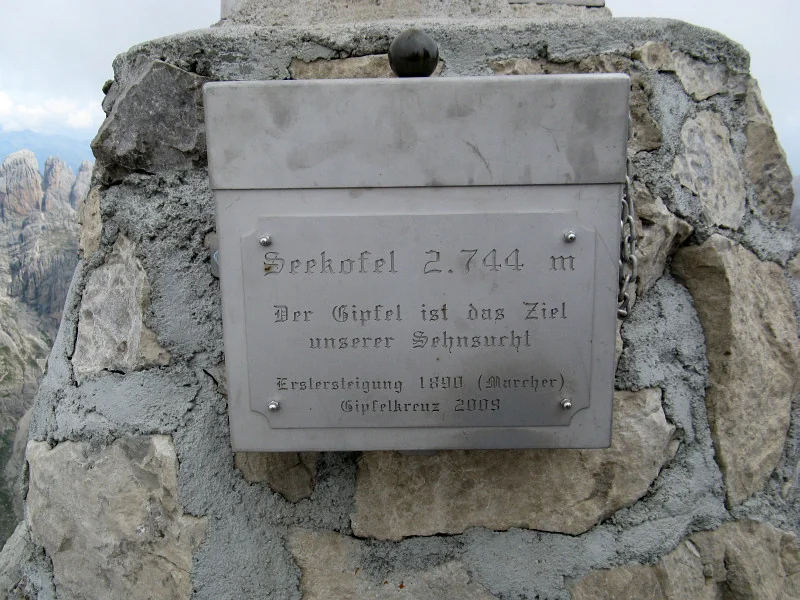 Seekofel 2.744 m
Der Gipfel ist das Ziel
unserer Sehnsucht
Erstersteigung 1890 (Marcher)
Gipfelkreuz 2009